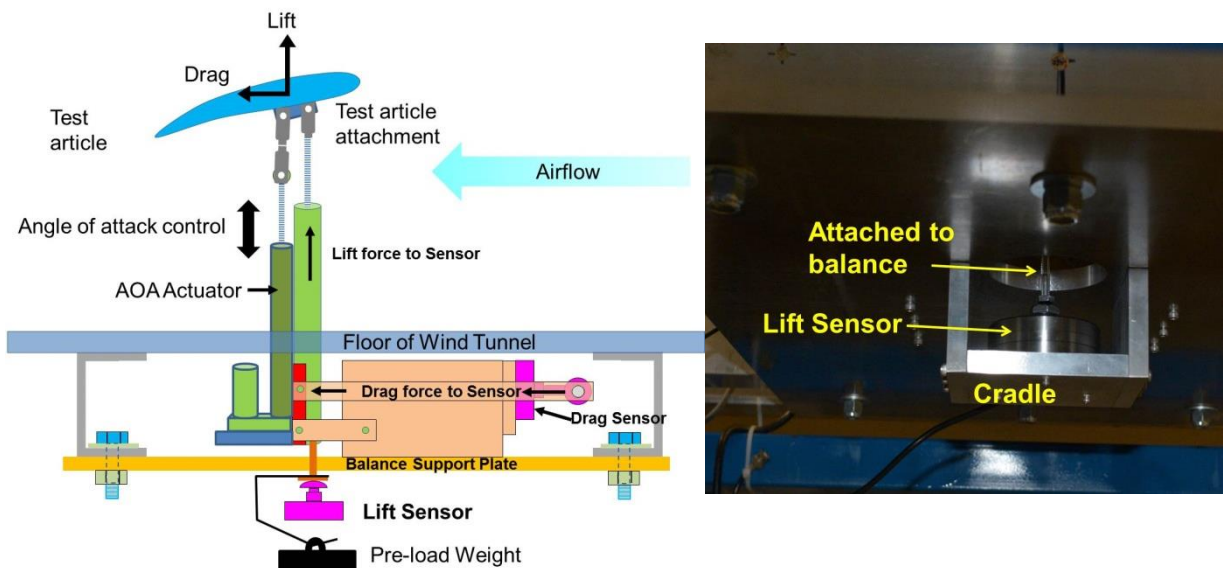 Lift
Drag
Test
article
Test article
attachment
Airflow
Angle of attack control
Lift force to Sensor
AOA Actuator
Floor of Wind Tunnel
Drag force to Sensor
Drag Sensor
Balance Support Plate
Lift Sensor
Pre-load Weight
Attached to
balance
Lift Sensor
Cradle